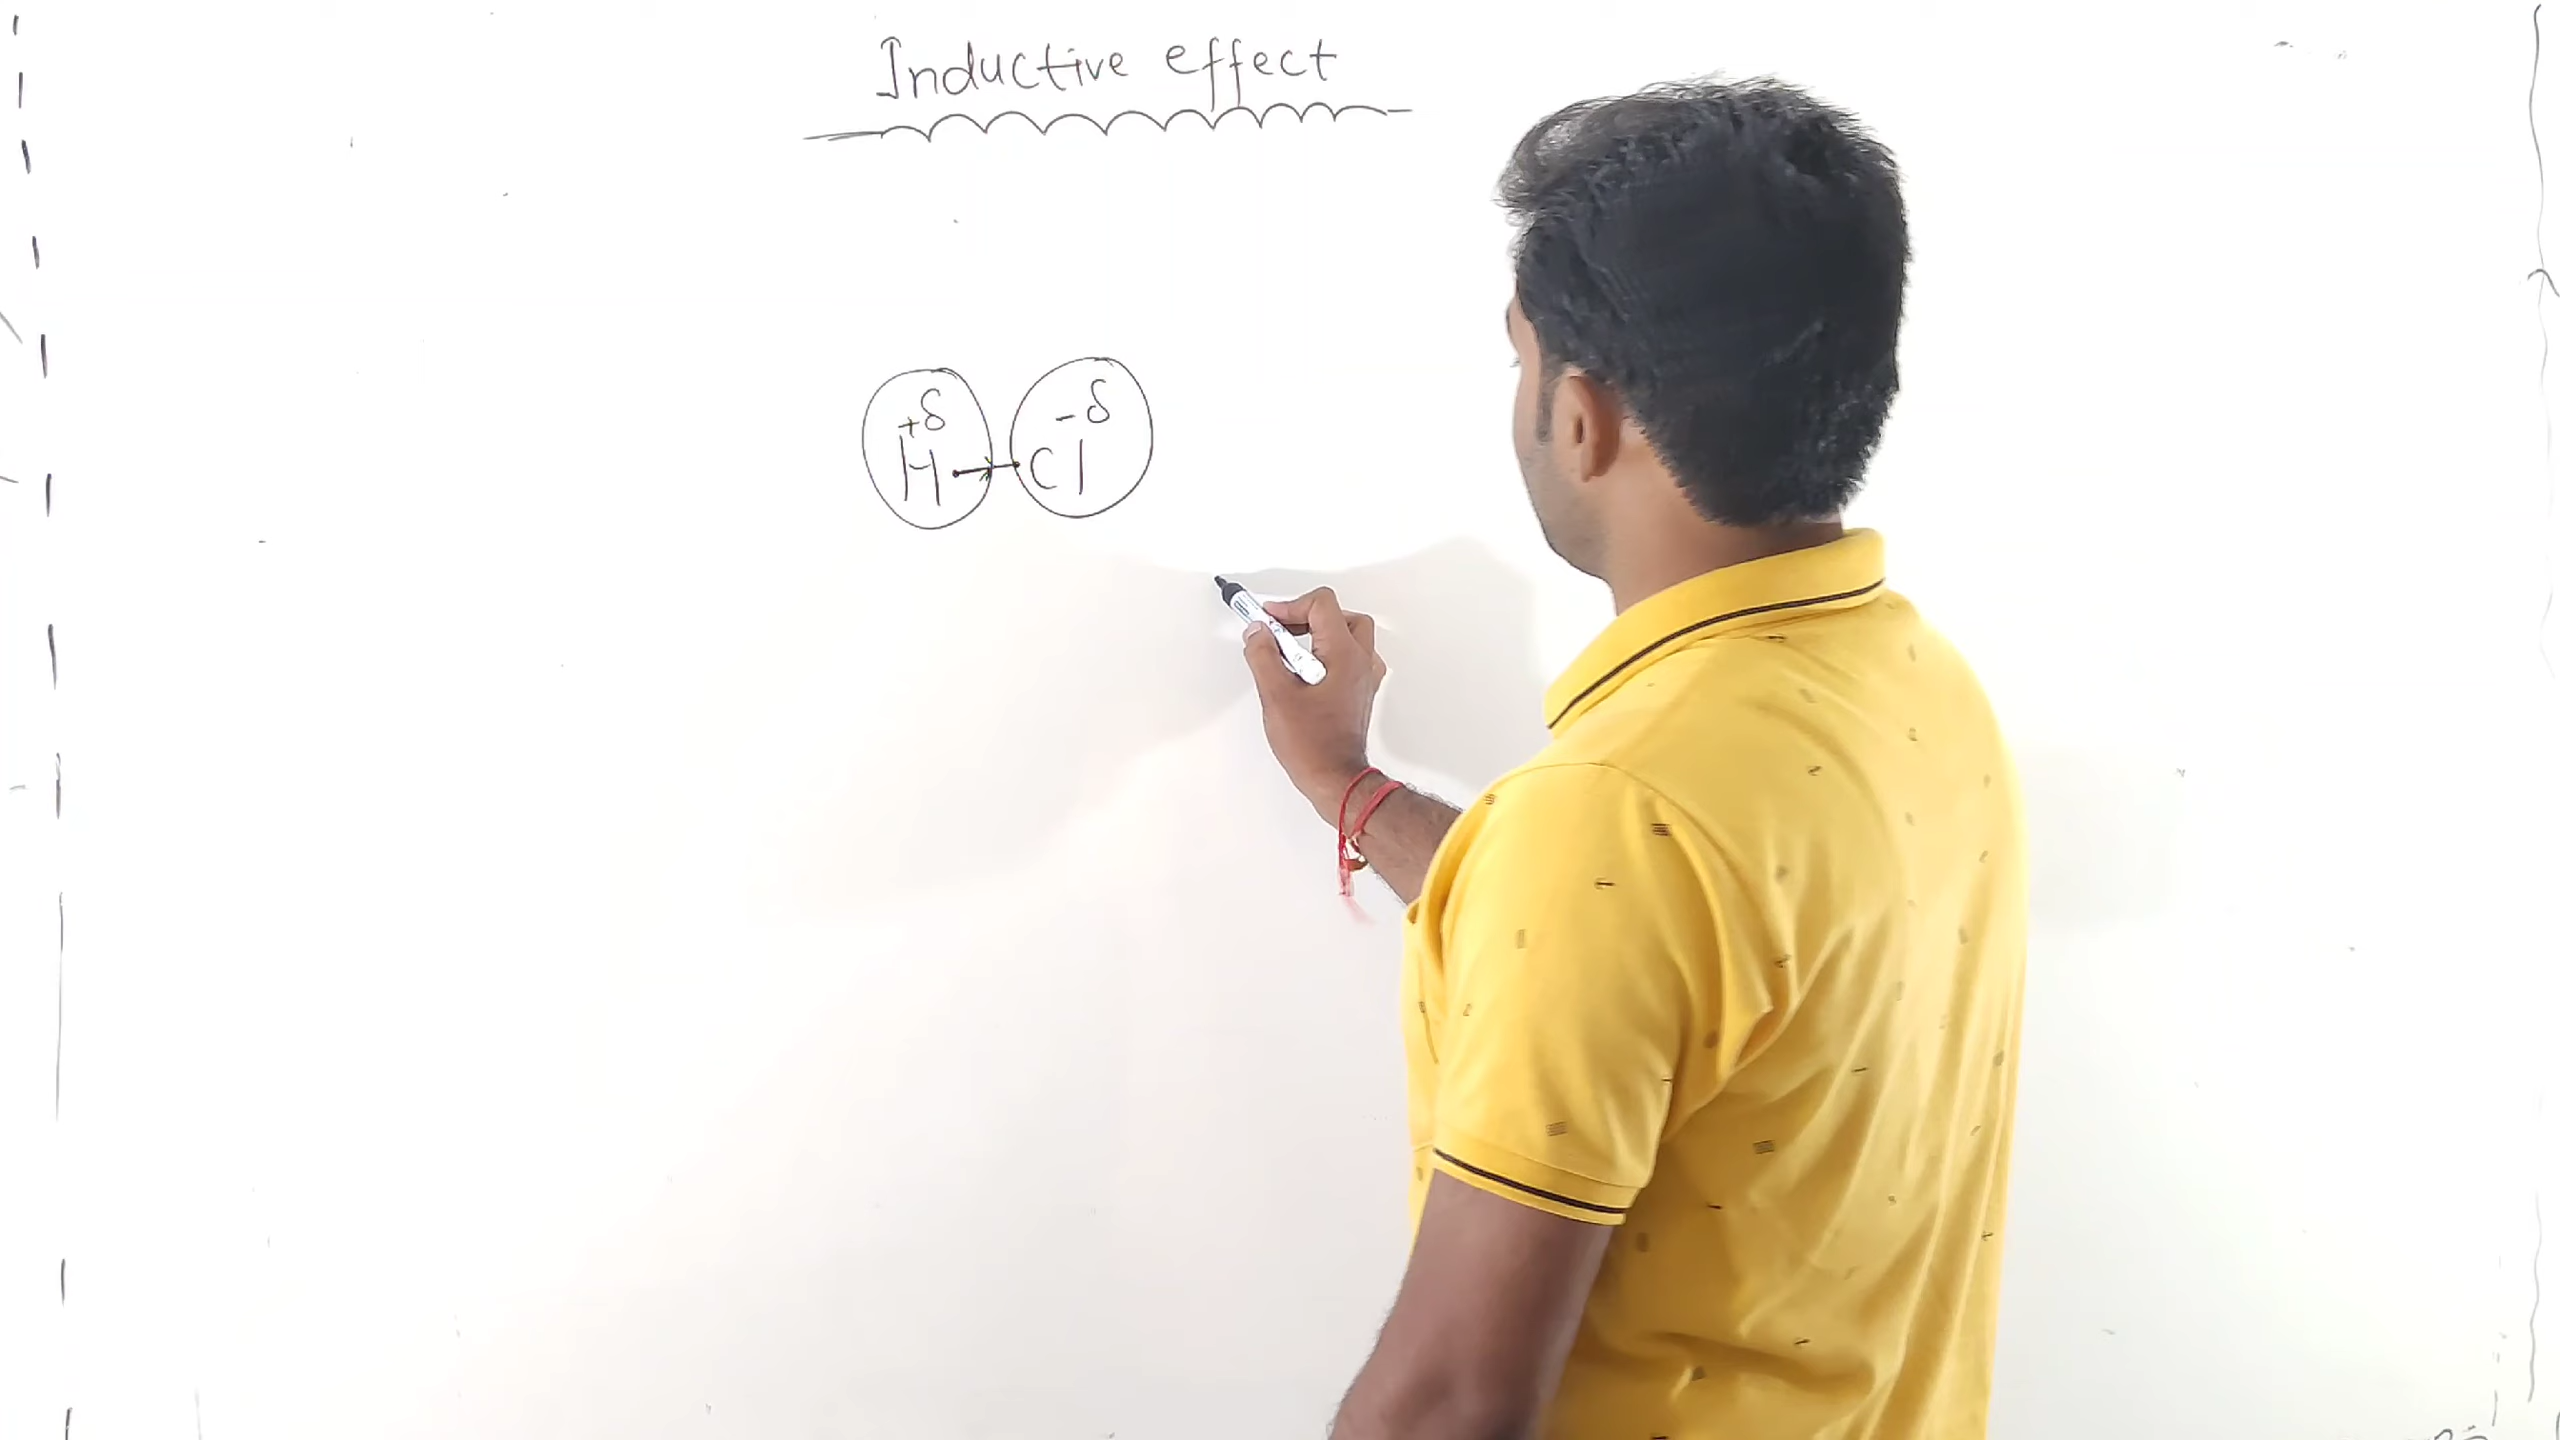 Inductive effect
+δ -δ
H Cl